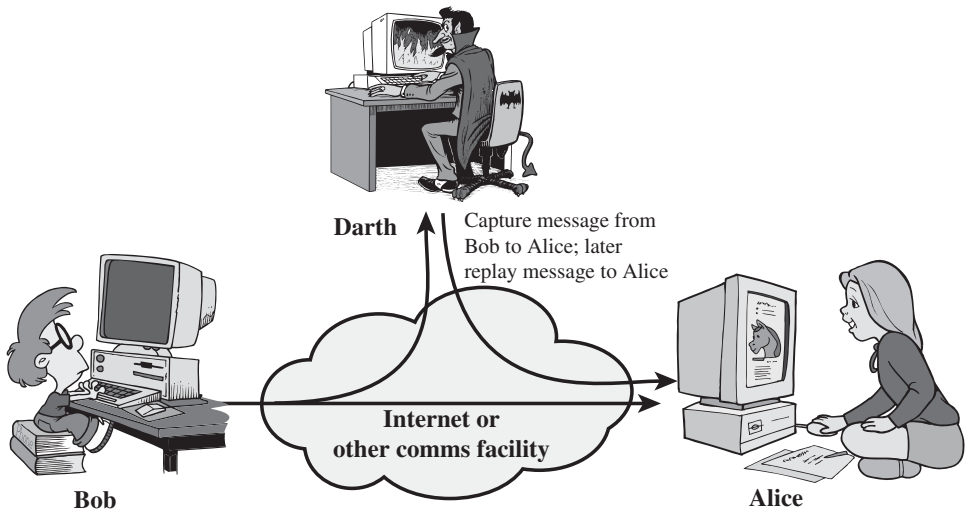 Darth
Capture message from
Bob to Alice; later
replay message to Alice
Internet or
other comms facility
Bob
Alice